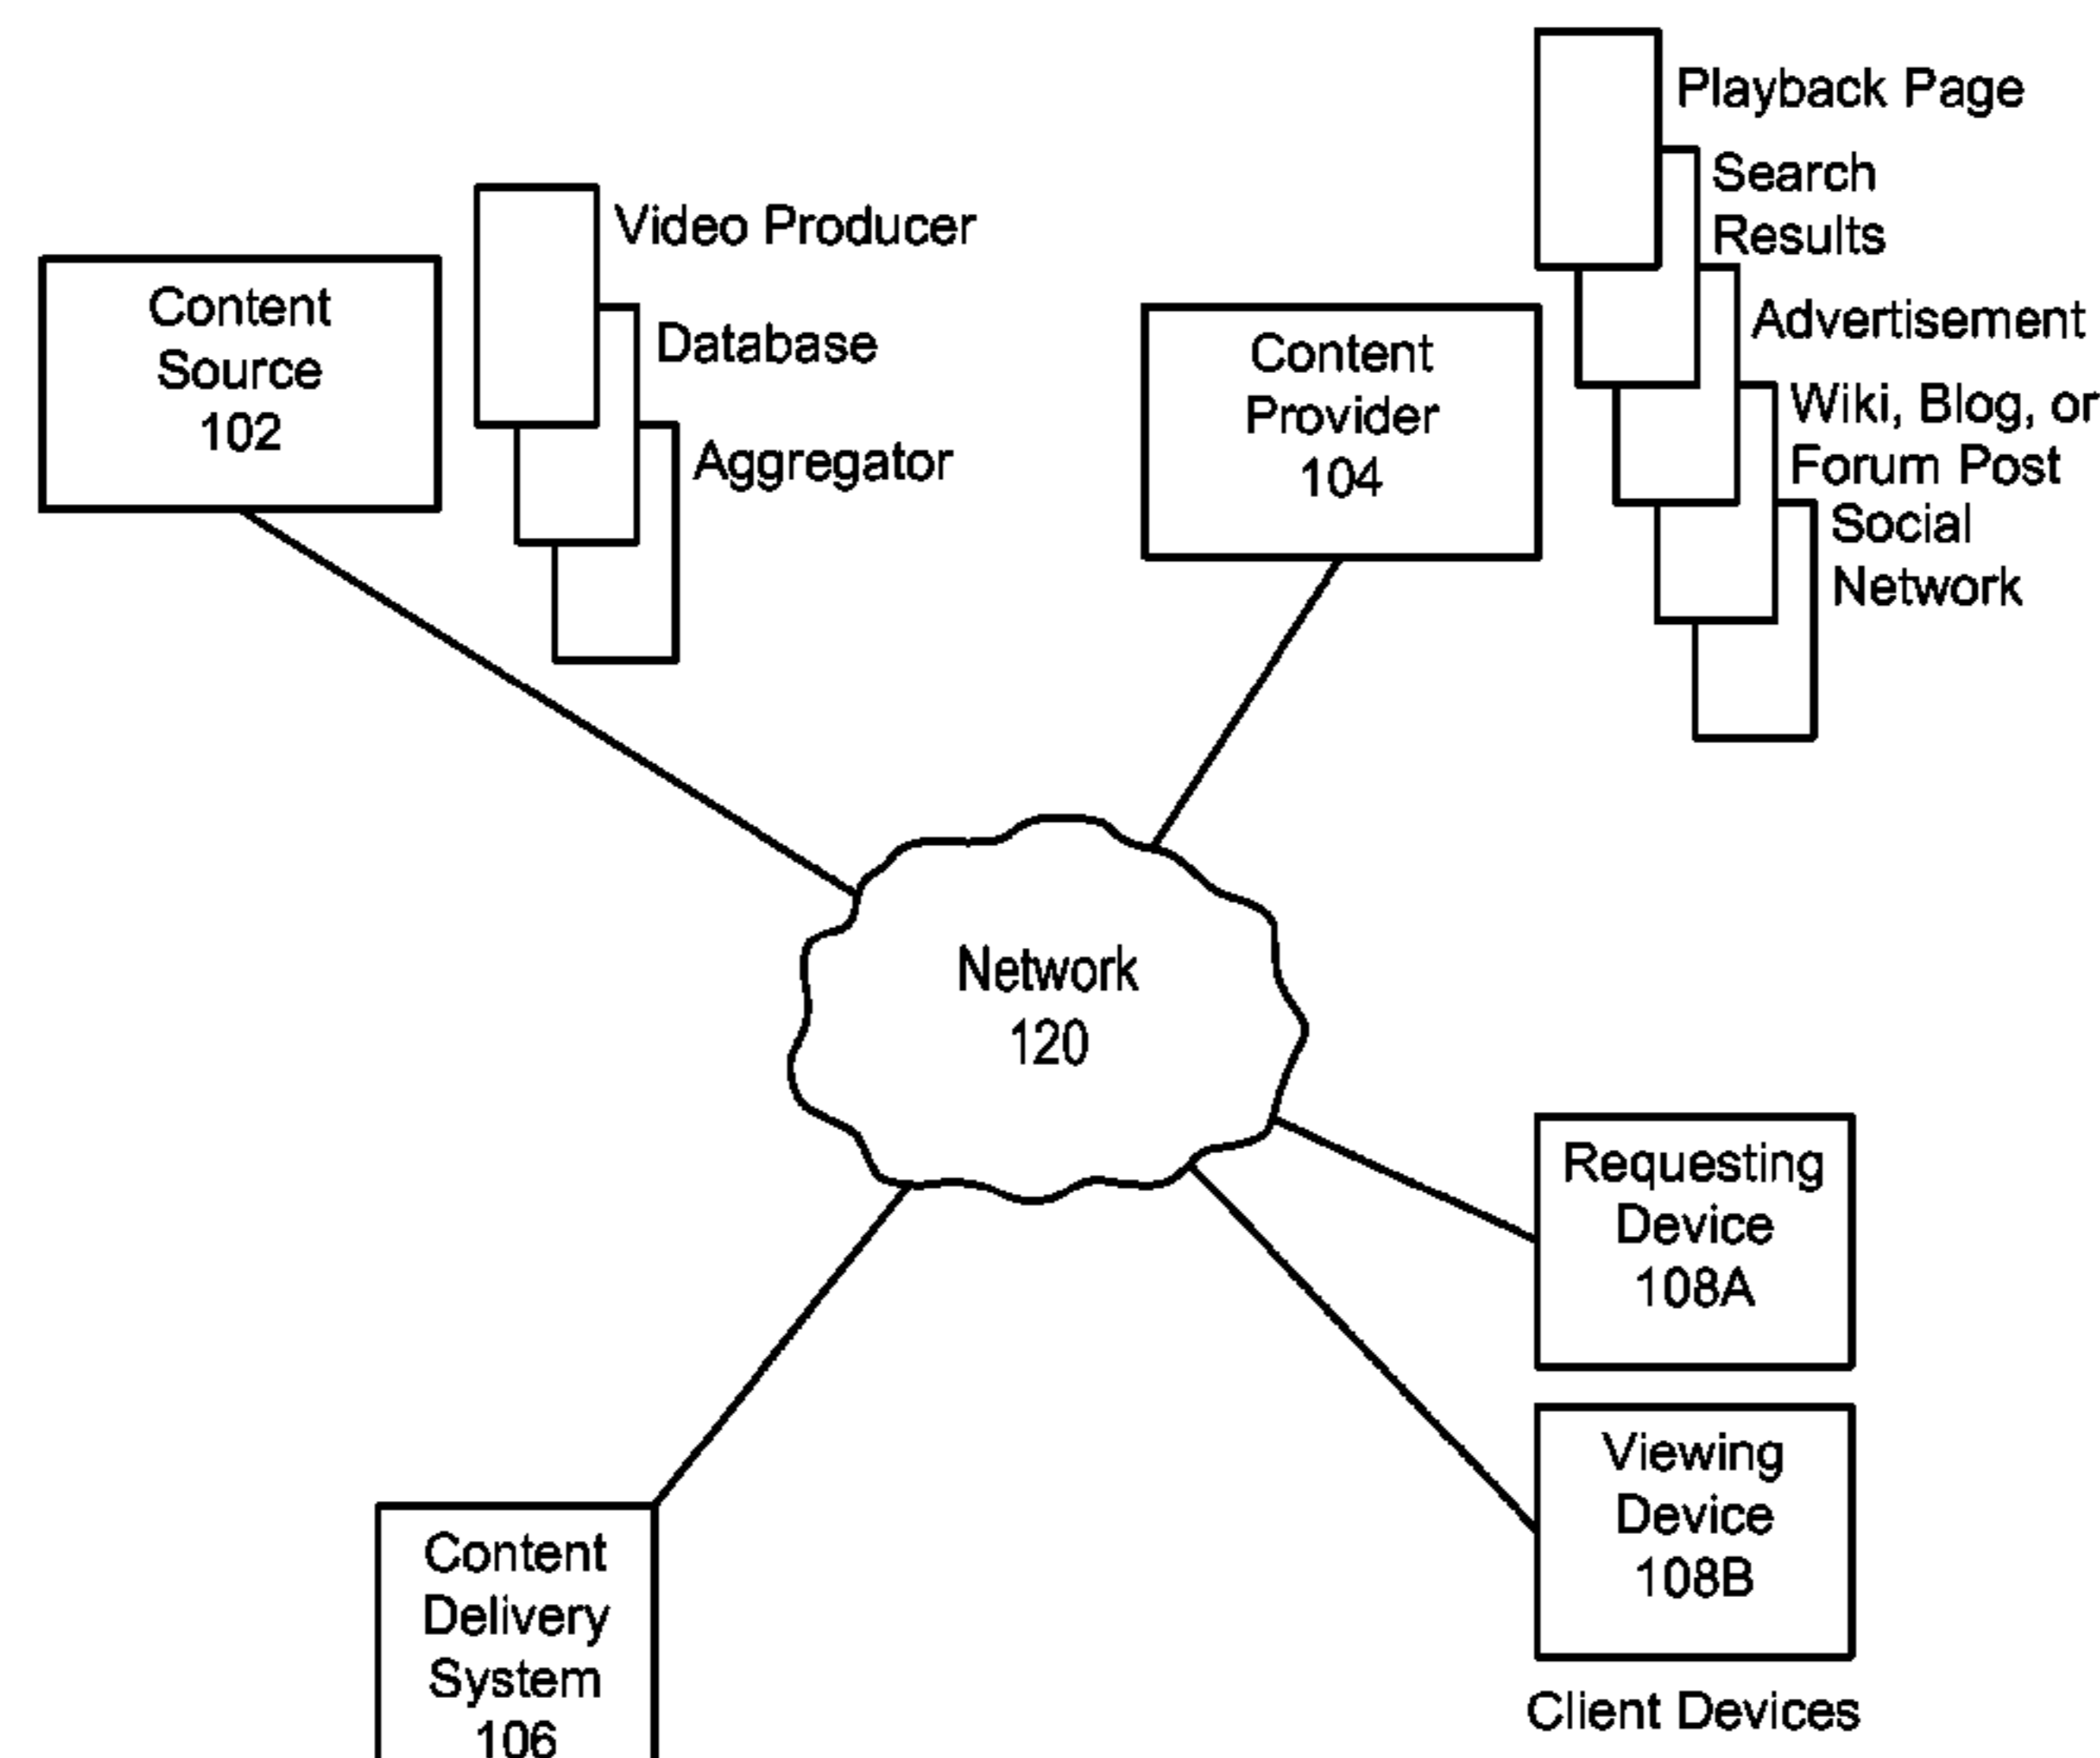 Playback Page
Search
Results
Advertisement
Wiki, Blog, or
Forum Post
Social
Network
Video Producer
Database
Aggregator
Content
Source
102
Content
Provider
104
Network
120
Requesting
Device
108A
Viewing
Device
108B
Client Devices
Content
Delivery
System
106